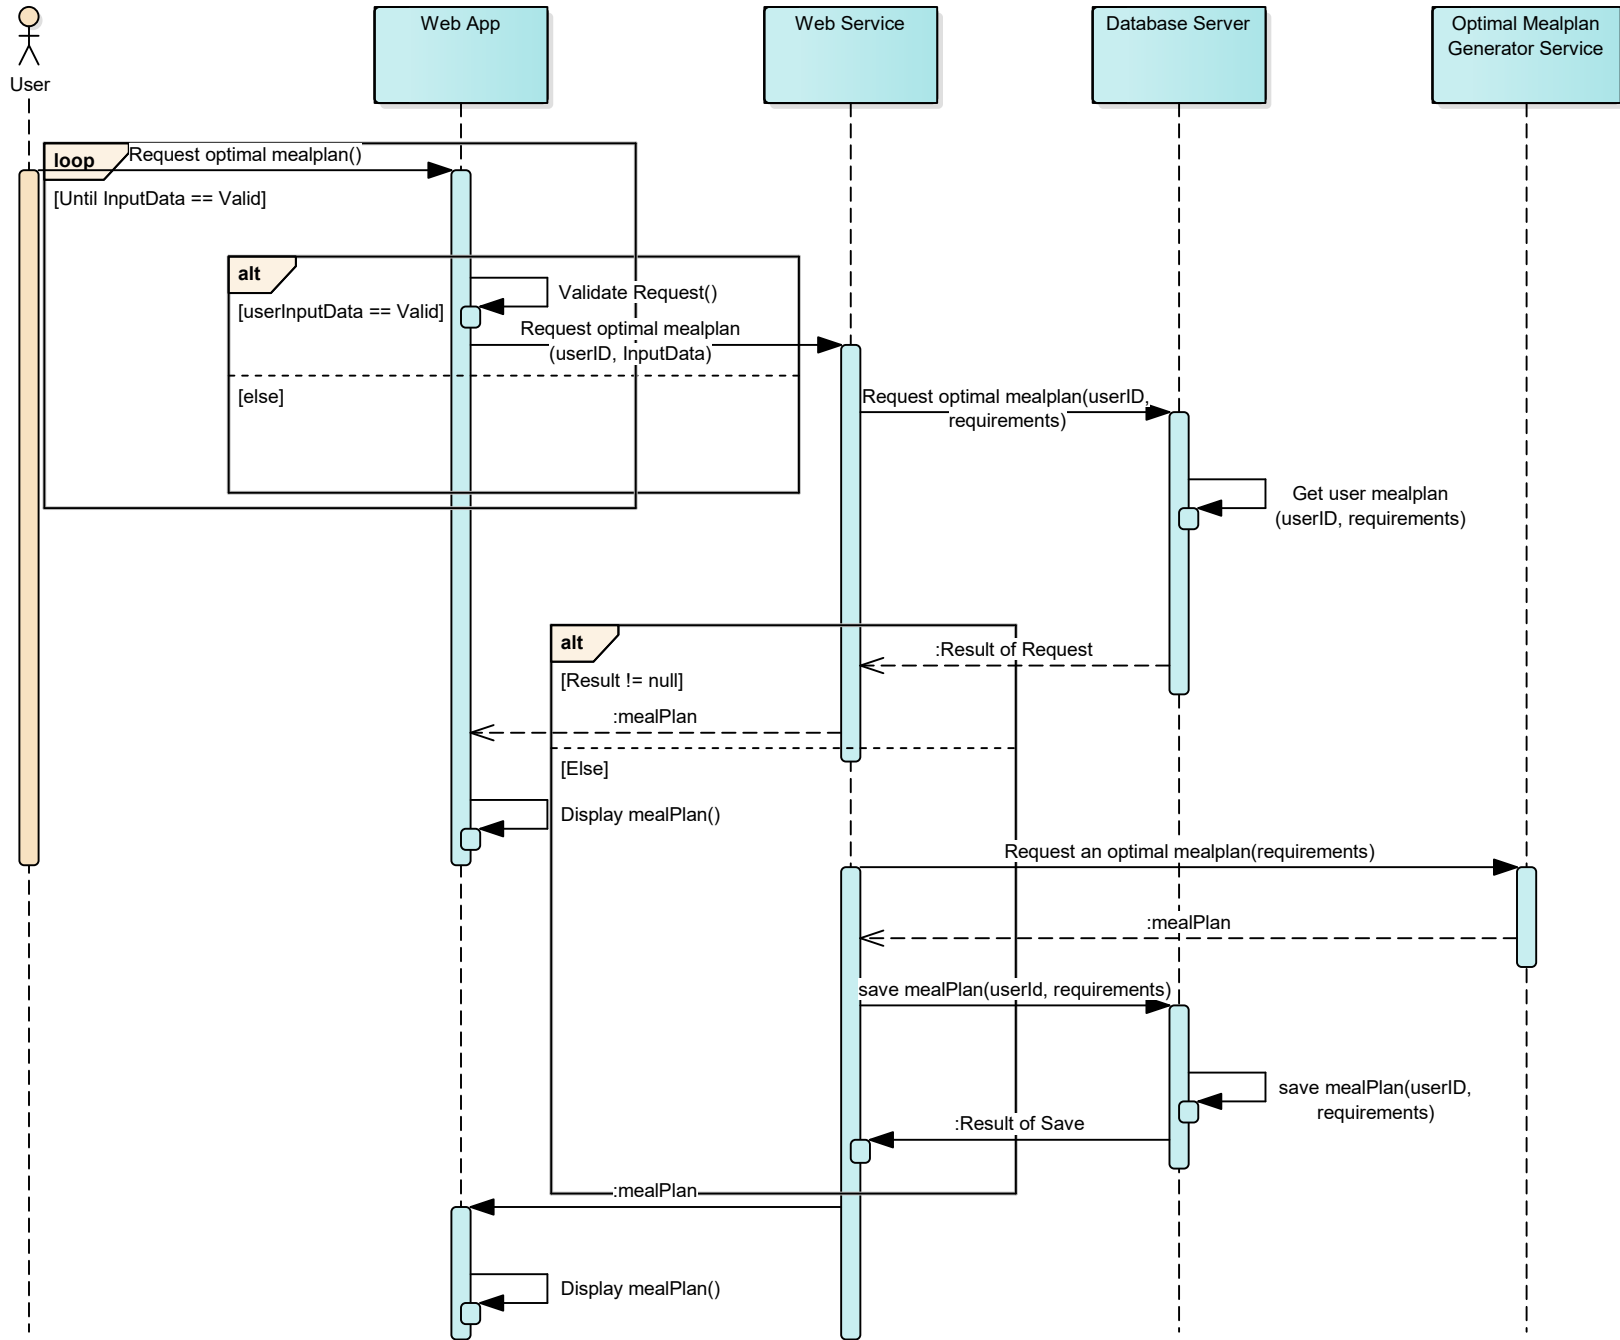 User
Web App
Web Service
Database Server
Optimal Mealplan
Generator Service
loop
Request optimal mealplan()
[Until InputData == Valid]
alt
Validate Request()
[userInputData == Valid]
Request optimal mealplan
(userID, InputData)
[else]
Request optimal mealplan(userID,
requirements)
Get user mealplan
(userID, requirements)
alt
:Result of Request
[Result != null]
:mealPlan
[Else]
Display mealPlan()
Request an optimal mealplan(requirements)
:mealPlan
save mealPlan(userId, requirements)
save mealPlan(userID,
requirements)
:Result of Save
:mealPlan
Display mealPlan()